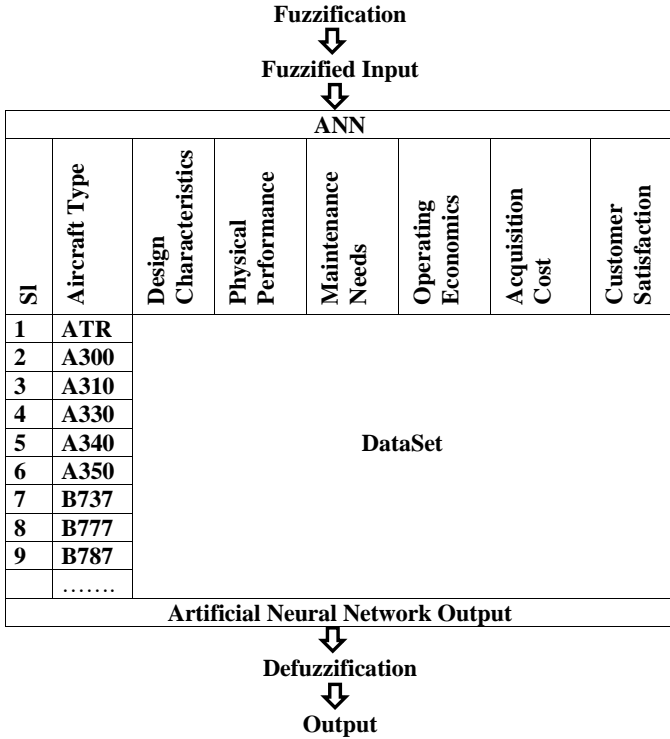 Fuzzification
Fuzzified Input
ANN
Sl
Aircraft Type
Design
Characteristics
Physical
Performance
Maintenance
Needs
Operating
Economics
Acquisition
Cost
Customer
Satisfaction
1 ATR
2 A300
3 A310
4 A330
5 A340 DataSet
6 A350
7 B737
8 B777
9 B787
…….
Artificial Neural Network Output
Defuzzification
Output